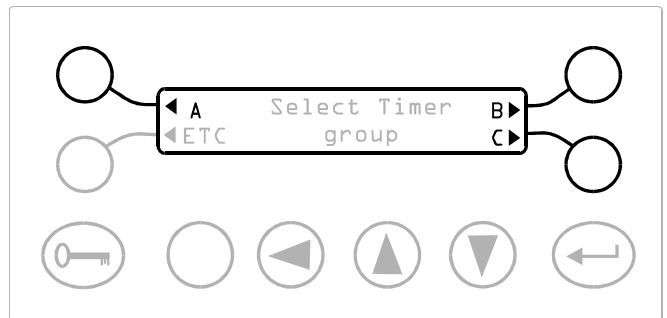 ◀ A Select Timer B ▶
◀ ETC group C ▶